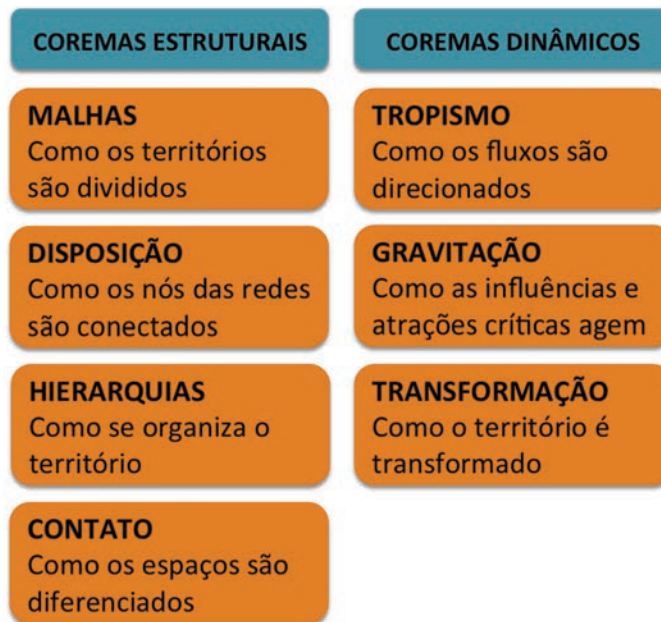 COREMAS ESTRUTURAIS
MALHAS
Como os territórios
são divididos
DISPOSIÇÃO
Como os nós das redes
são conectados
HIERARQUIAS
Como se organiza o
território
CONTATO
Como os espaços são
diferenciados
COREMAS DINÂMICOS
TROPISMO
Como os fluxos são
direcionados
GRAVITAÇÃO
Como as influências e
atrações críticas agem
TRANSFORMAÇÃO
Como o território é
transformado